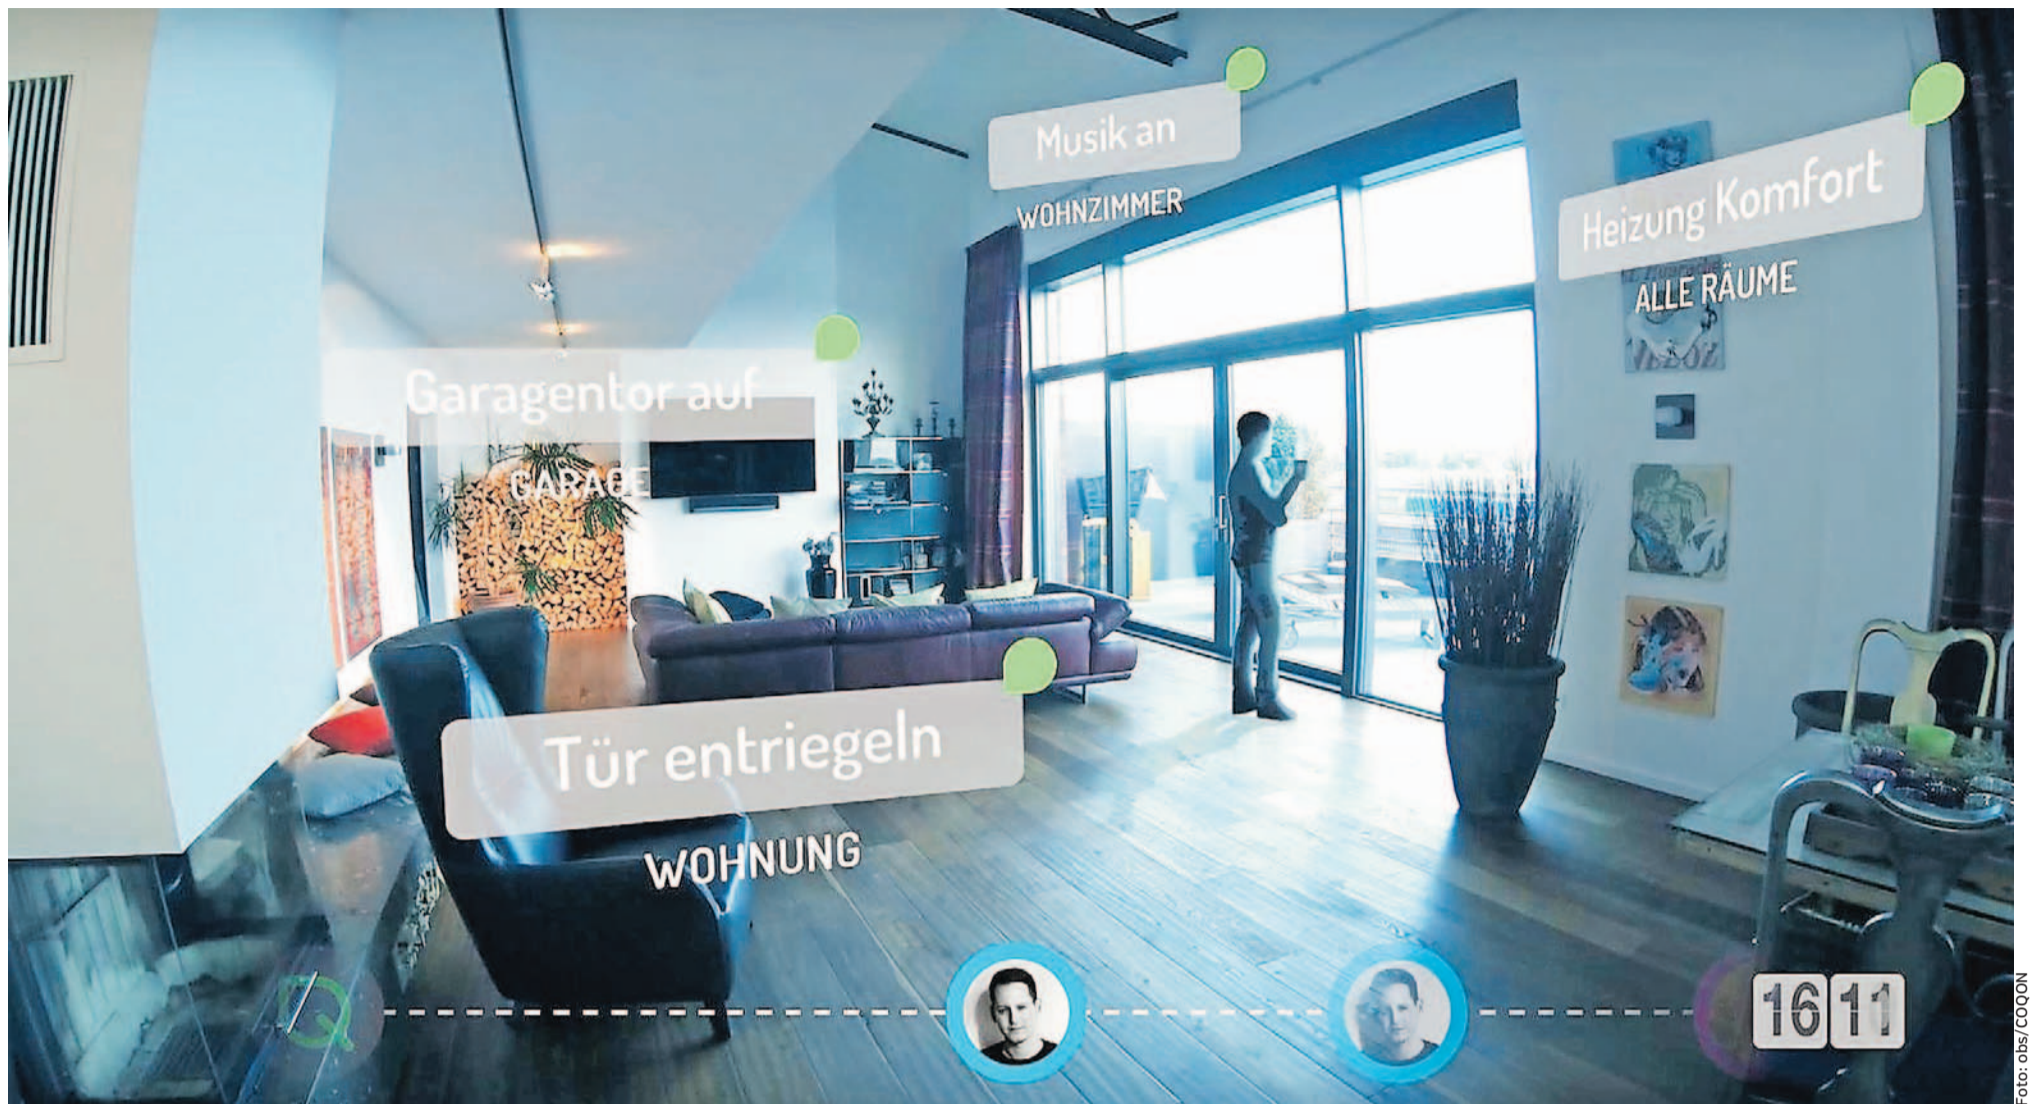 Musik an
WOHNZIMMER
Heizung Komfort
ALLE RÄUME
Garagentor auf
GARAGE
Tür entriegeln
WOHNUNG
16 11
Foto: obs/COQON